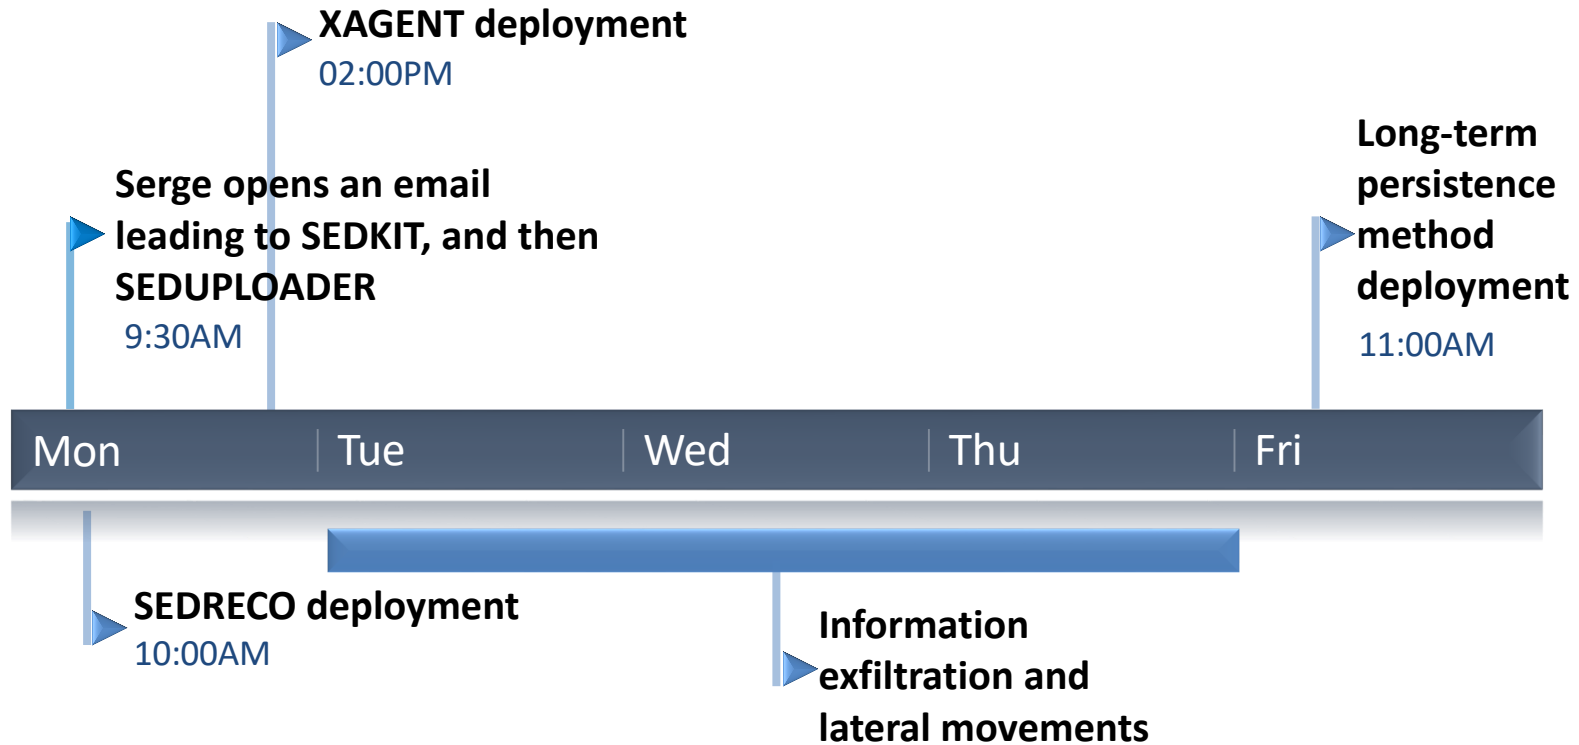 XAGENT deployment
02:00PM
Serge opens an email
leading to SEDKIT, and then
SEDUPLOADER
9:30AM
Long-term
persistence
method
deployment
11:00AM
Mon
Tue
Wed
Thu
Fri
SEDRECO deployment
10:00AM
Information
exfiltration and
lateral movements